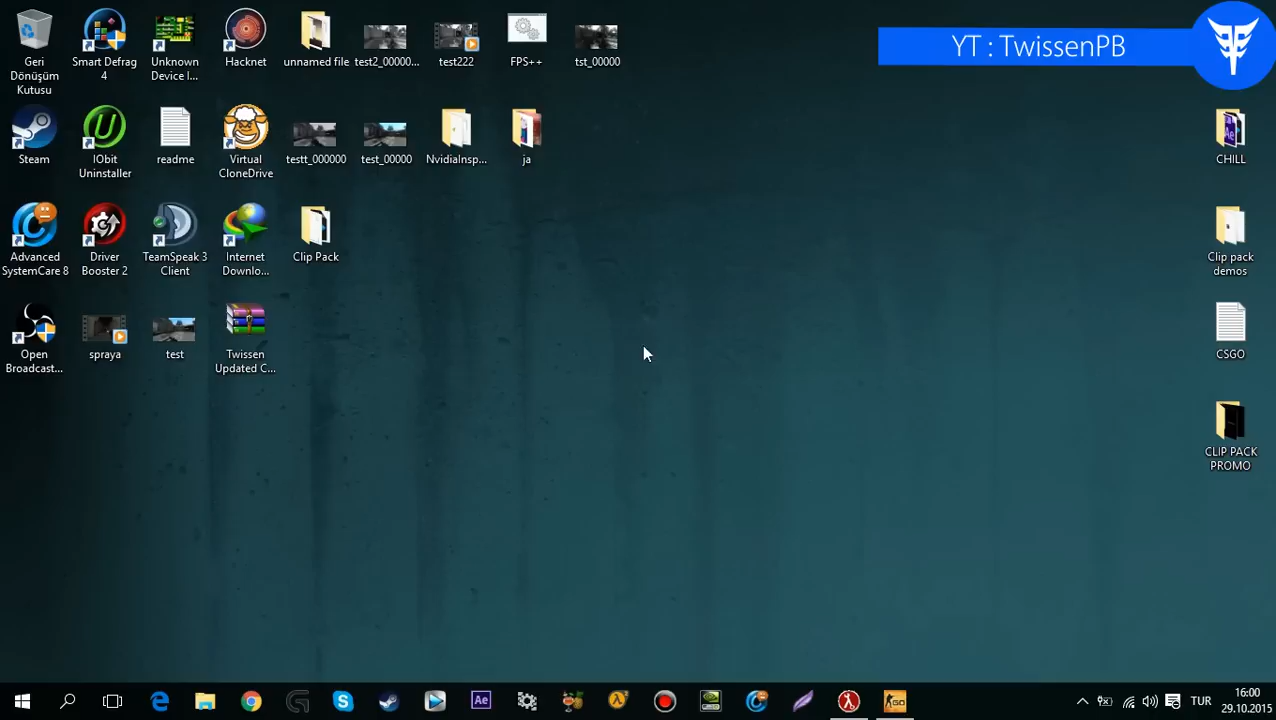 YT : TwissenPB
Geri
Dönüşüm
Kutusu
Smart Defrag
4
Unknown
Device I...
Hacknet
unnamed file
test2_00000...
test222
FPS++
tst_00000
Steam
IObit
Uninstaller
readme
Virtual
CloneDrive
testt_000000
test_00000
NvidiaInsp...
ja
CHILL
Advanced
SystemCare 8
Driver
Booster 2
TeamSpeak 3
Client
Internet
Downlo...
Clip Pack
Clip pack
demos
Open
Broadcast...
spraya
test
Twissen
Updated C...
CSGO
CLIP PACK
PROMO
TUR
16:00
29.10.2015